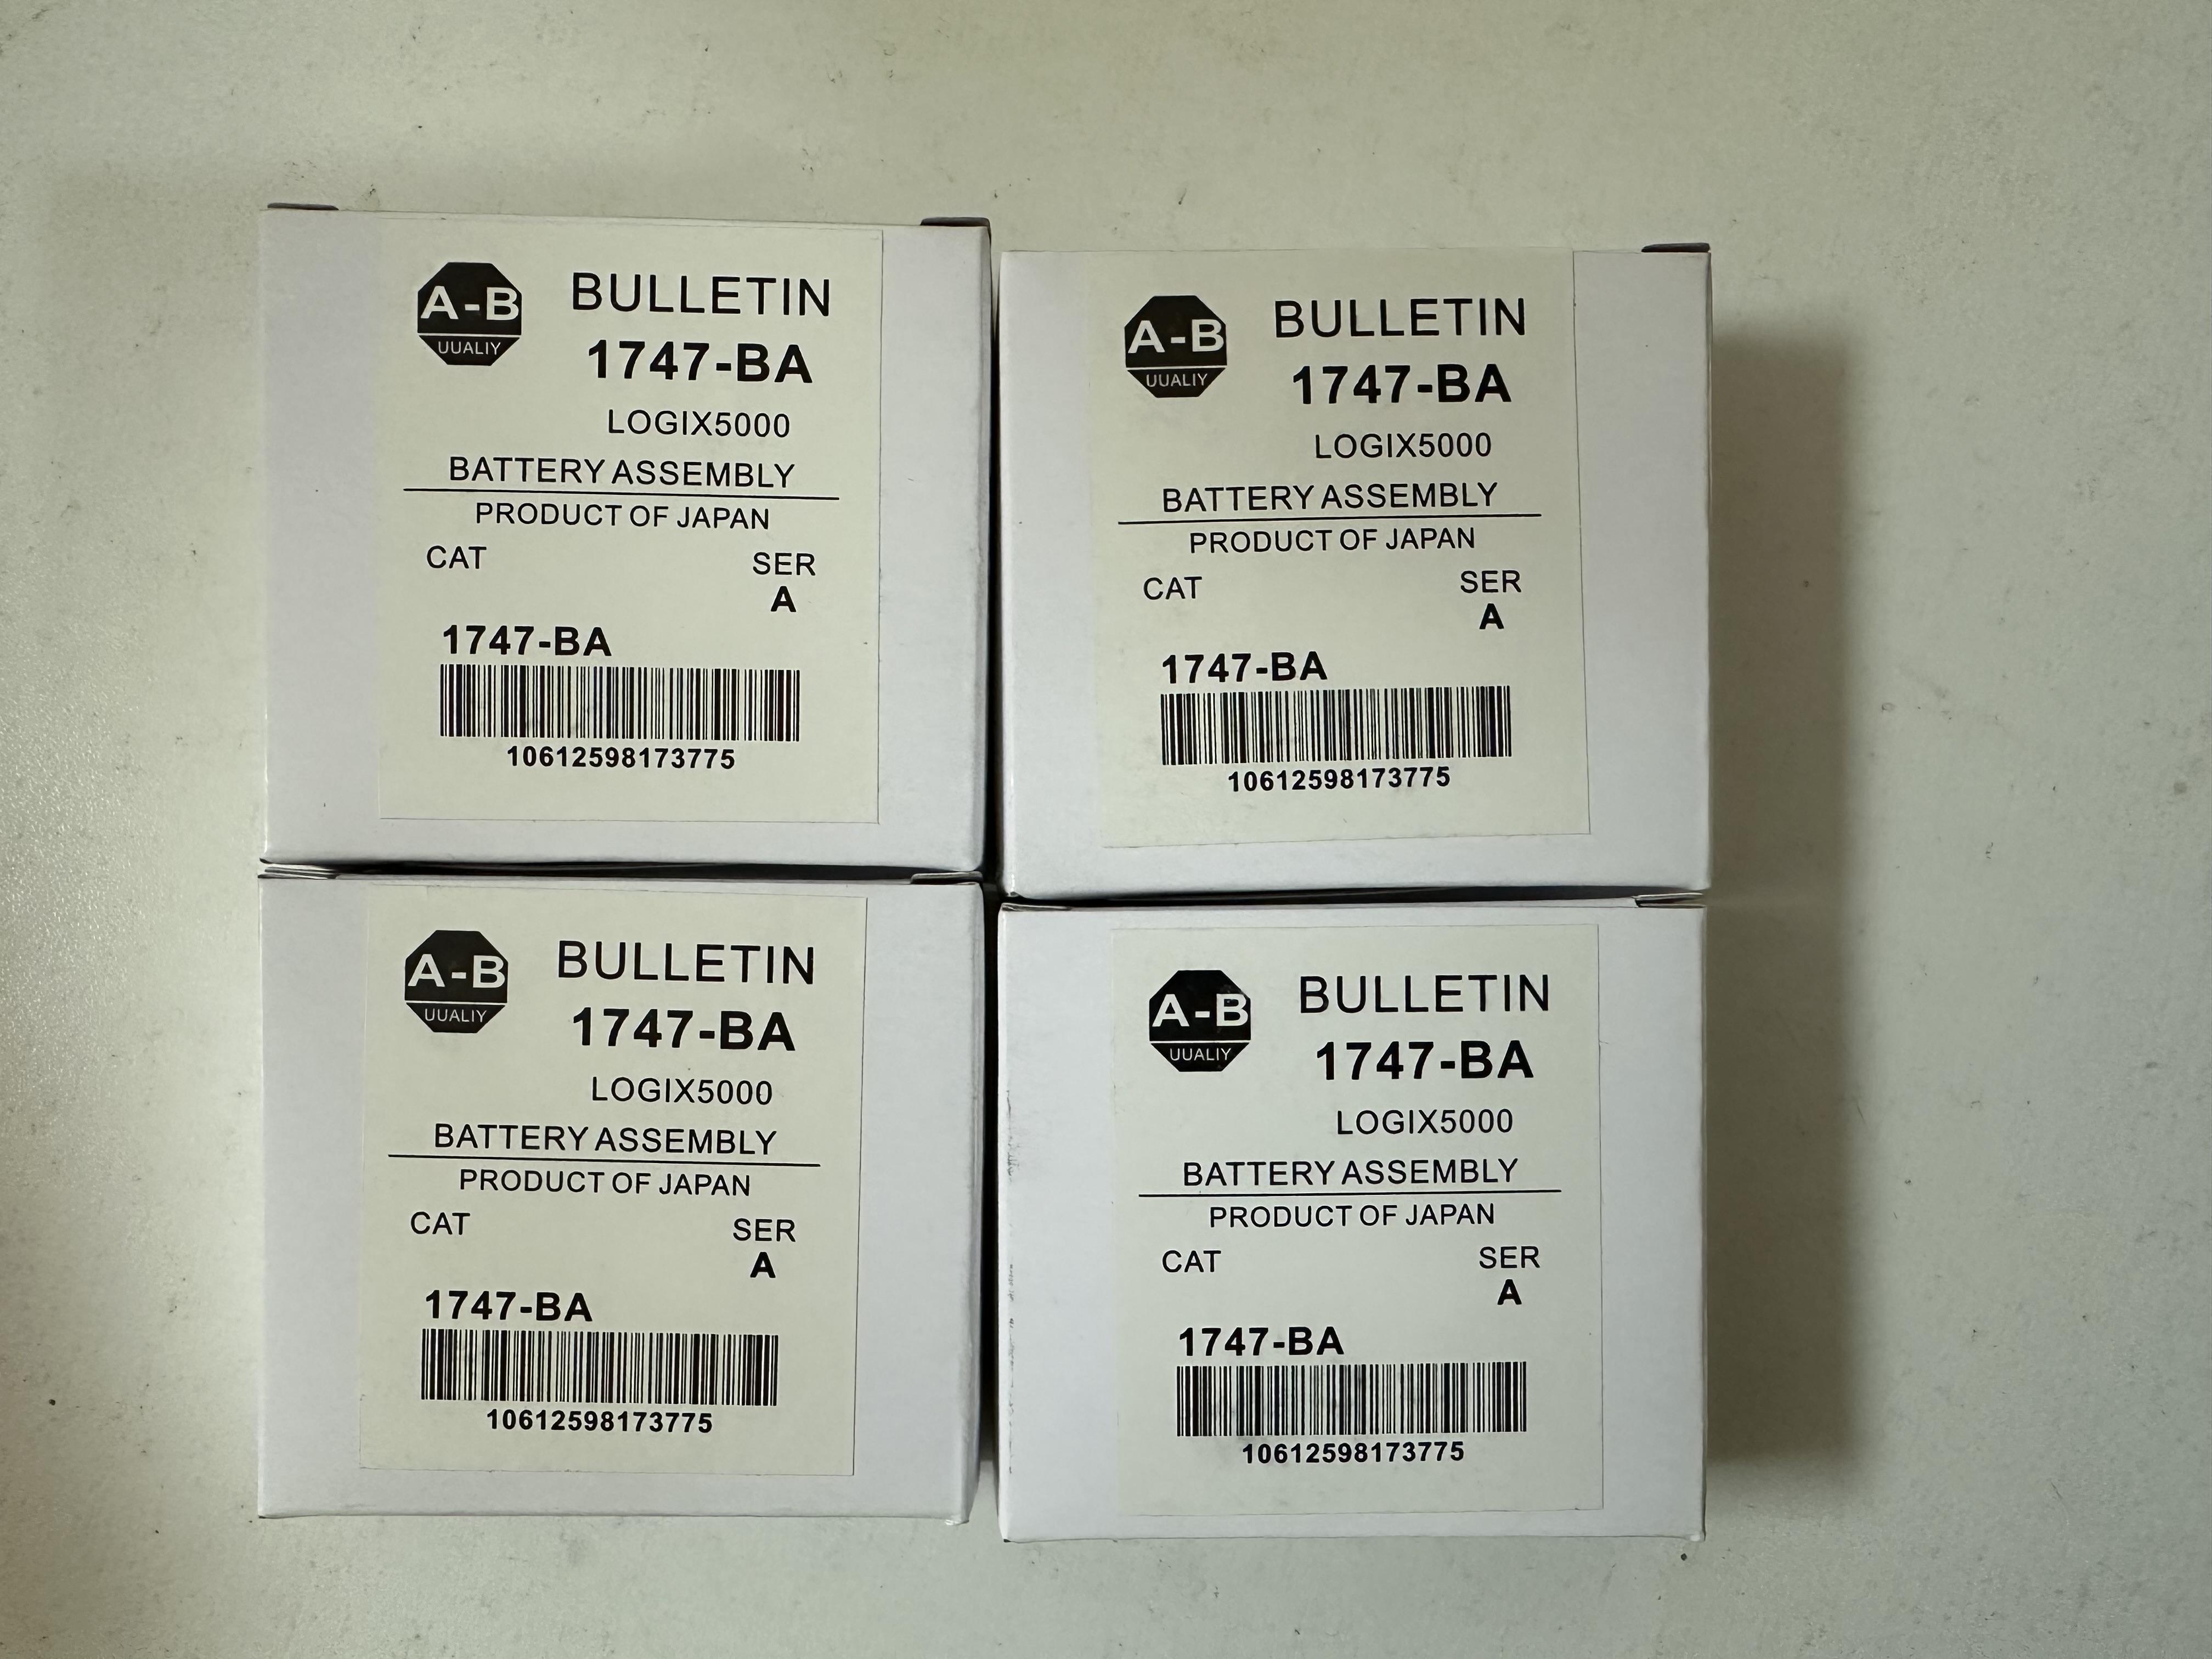 A-B
UUALIY
BULLETIN
1747-BA
LOGIX5000
BATTERY ASSEMBLY
PRODUCT OF JAPAN
CAT
SER
A
1747-BA
10612598173775
A-B
UUALIY
BULLETIN
1747-BA
LOGIX5000
BATTERY ASSEMBLY
PRODUCT OF JAPAN
CAT
SER
A
1747-BA
10612598173775
A-B
UUALIY
BULLETIN
1747-BA
LOGIX5000
BATTERY ASSEMBLY
PRODUCT OF JAPAN
CAT
SER
A
1747-BA
10612598173775
A-B
UUALIY
BULLETIN
1747-BA
LOGIX5000
BATTERY ASSEMBLY
PRODUCT OF JAPAN
CAT
SER
A
1747-BA
10612598173775